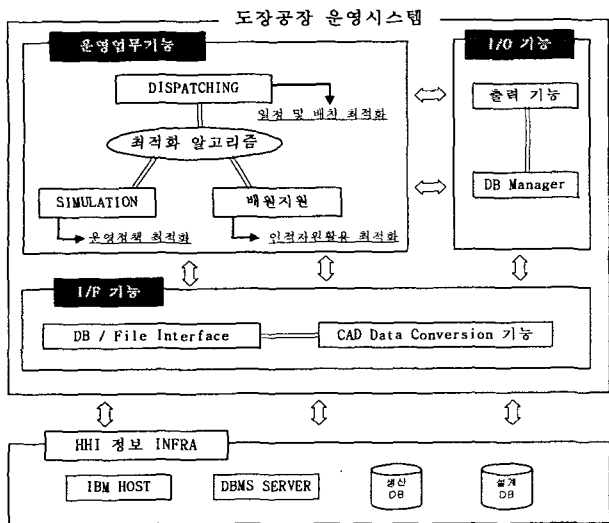 도장공장 운영시스템
운영업무기능
I/O 기능
DISPATCHING
출력 기능
일정 및 배치 최적화
최적화 알고리즘
SIMULATION
배원지원
DB Manager
운영정책 최적화
인적자원활용 최적화
I/F 기능
DB / File Interface
CAD Data Conversion 기능
HHI 정보 INFRA
IBM HOST
DBMS SERVER
생산
DB
설계
DB